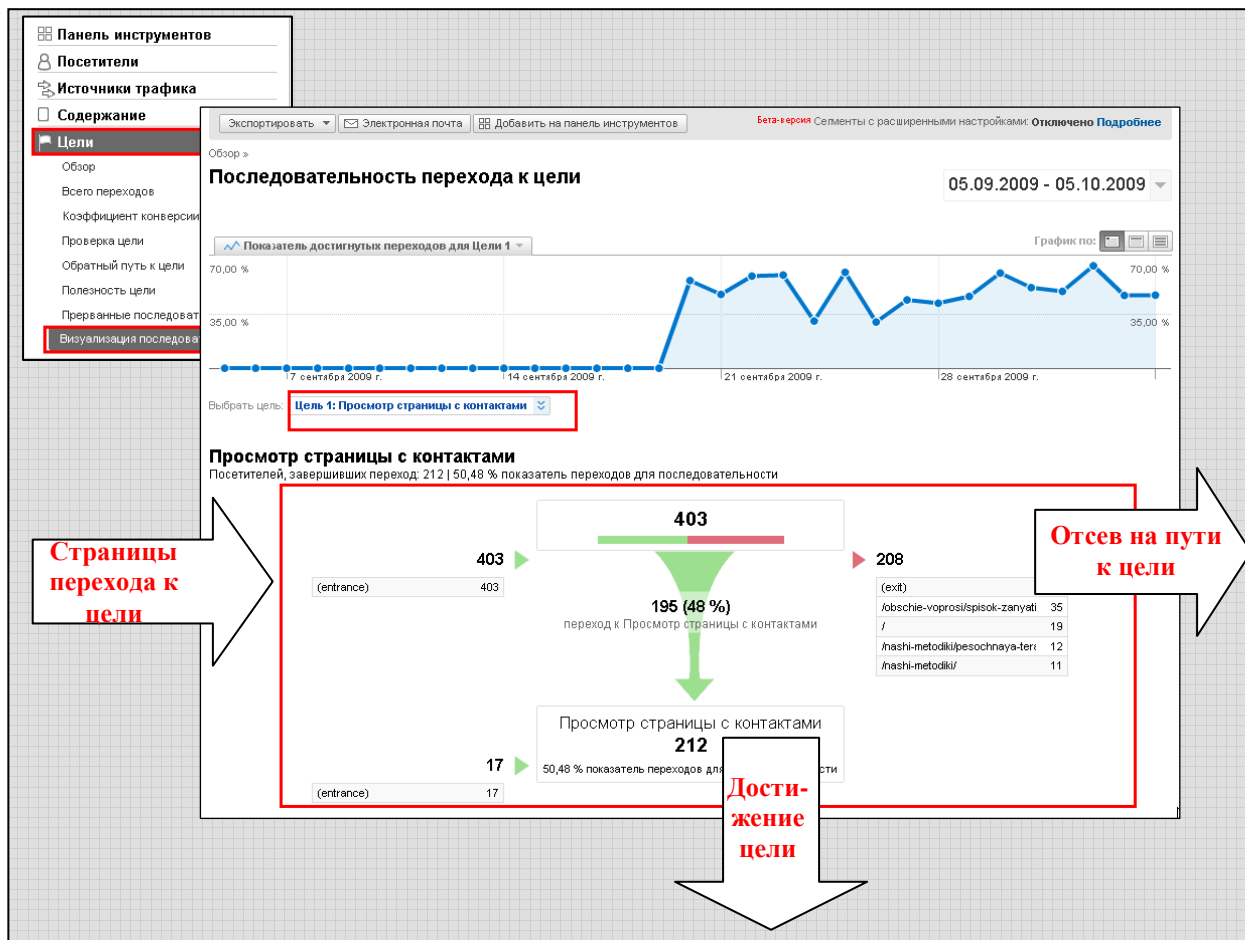 Панель инструментов
Посетители
Источники трафика
Содержание
Цели
Обзор
Всего переходов
Коэффициент конверсии
Проверка цели
Обратный путь к цели
Полезность цели
Прерванные последоват
Визуализация последова
Экспортировать
Электронная почта
Добавить на панель инструментов
Бета-версия Сегменты с расширенными настройками: Отключено Подробнее
Обзор »
Последовательность перехода к цели
05.09.2009 - 05.10.2009
Показатель достигнутых переходов для Цели 1
График по:
70,00 %
70,00 %
35,00 %
35,00 %
7 сентября 2009 г.
14 сентября 2009 г.
21 сентября 2009 г.
28 сентября 2009 г.
Выбрать цель:
Цель 1: Просмотр страницы с контактами
Просмотр страницы с контактами
Посетителей, завершивших переход: 212 | 50,48 % показатель переходов для последовательности
Страницы
перехода к
цели
403
403
(entrance) 403
195 (48 %)
переход к Просмотр страницы с контактами
208
(exit)
/obschie-voprosi/spisok-zanyati 35
/ 19
/nashi-metodiki/pesochnaya-tera 12
/nashi-metodiki/ 11
Отсев на пути
к цели
Просмотр страницы с контактами
212
50,48 % показатель переходов для
сти
17
(entrance) 17
Дости-
жение
цели